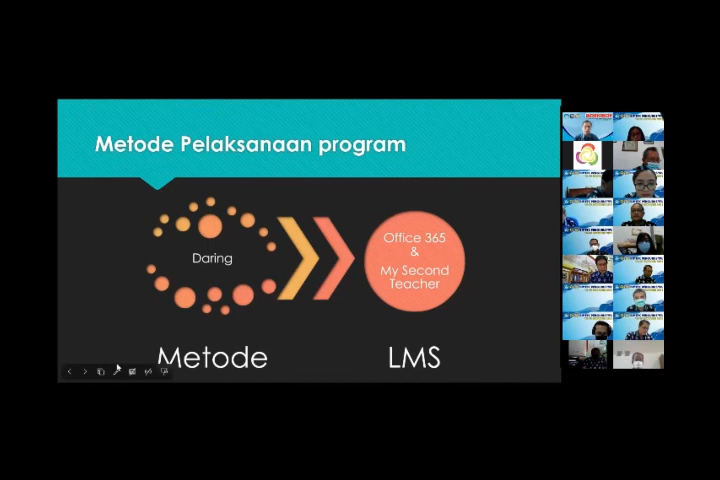 Metode Pelaksanaan program
Daring
Office 365
&
My Second
Teacher
Metode
LMS